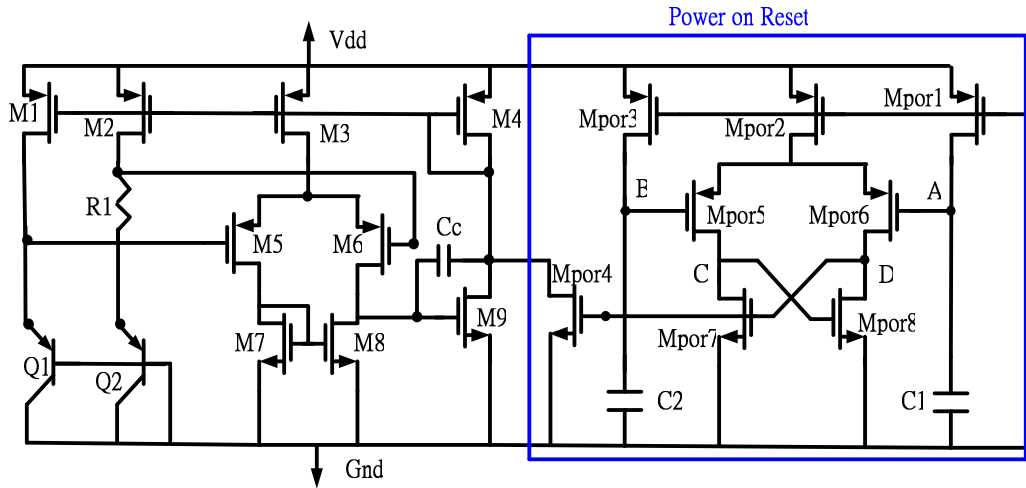 Power on Reset
Vdd
M1
M2
M3
M4
Mpor3
Mpor2
Mpor1
R1
B
A
M5
M6
Cc
Mpor5
Mpor6
Mpor4
C
D
M7
M8
M9
Mpor7
Mpor8
Q1
Q2
C2
C1
Gnd